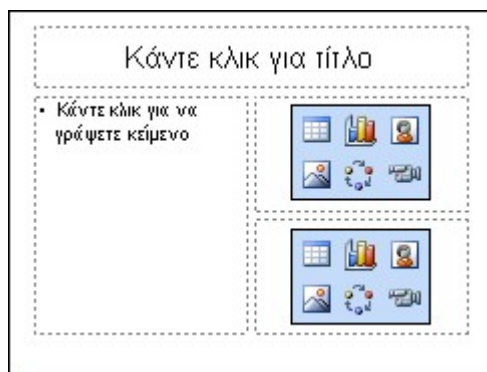 Κάντε κλικ για τίτλο
• Κάντε κλικ για να
γράψετε κείμενο